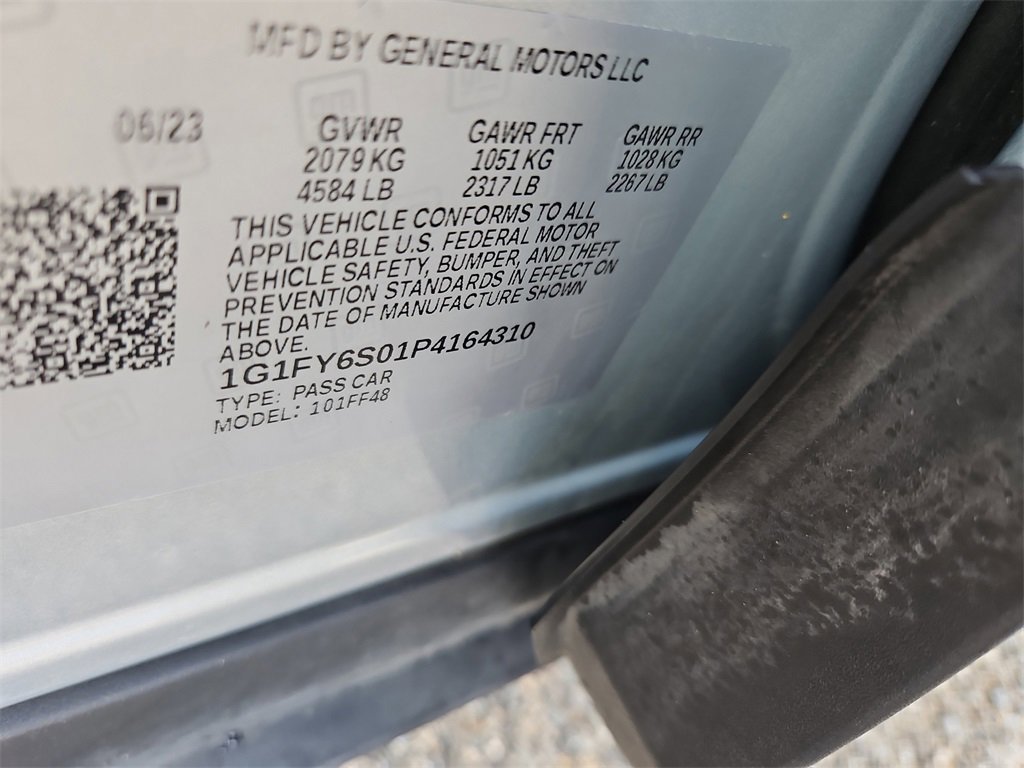 MFD BY GENERAL MOTORS LLC
06/23 GVWR GAWR FRT GAWR RR
2079 KG 1051 KG 1028 KG
4584 LB 2317 LB 2267 LB
THIS VEHICLE CONFORMS TO ALL
APPLICABLE U.S. FEDERAL MOTOR
VEHICLE SAFETY, BUMPER, AND THEFT
PREVENTION STANDARDS IN EFFECT ON
THE DATE OF MANUFACTURE SHOWN
ABOVE.
1G1FY6S01P4164310
TYPE: PASS CAR
MODEL: 101FF48